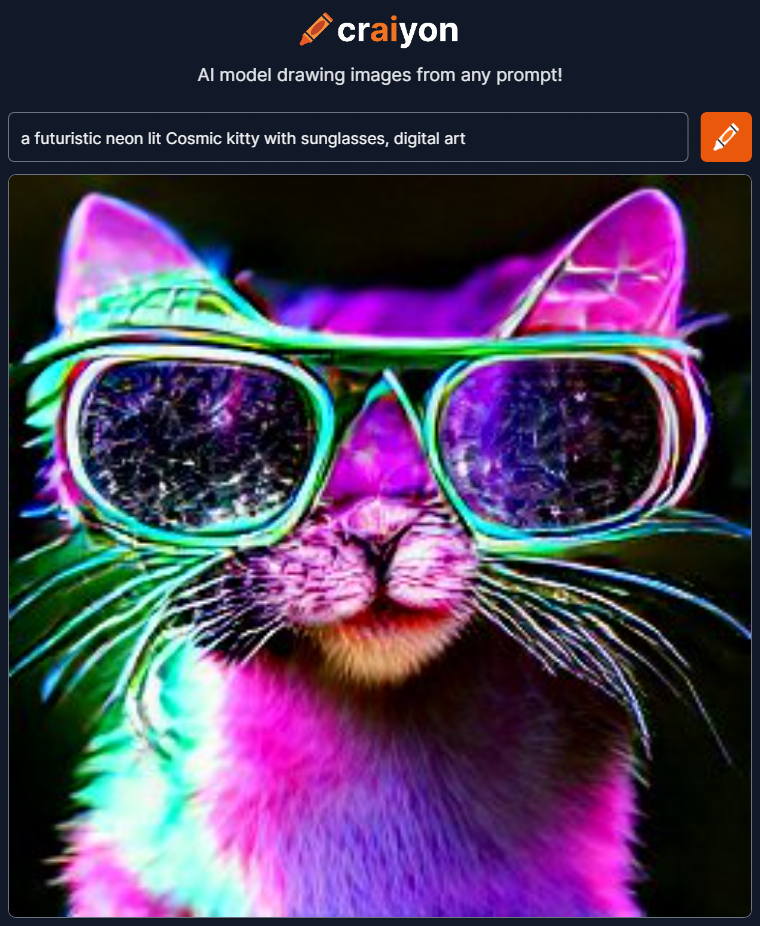 craiyon
AI model drawing images from any prompt!
a futuristic neon lit Cosmic kitty with sunglasses, digital art